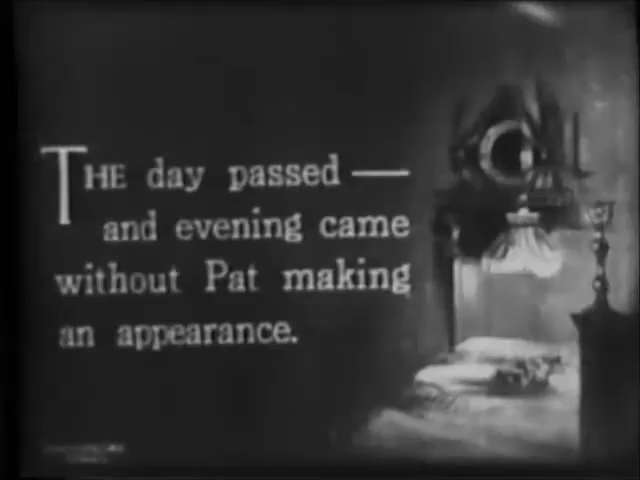 THE day passed —
and evening came
without Pat making
an appearance.